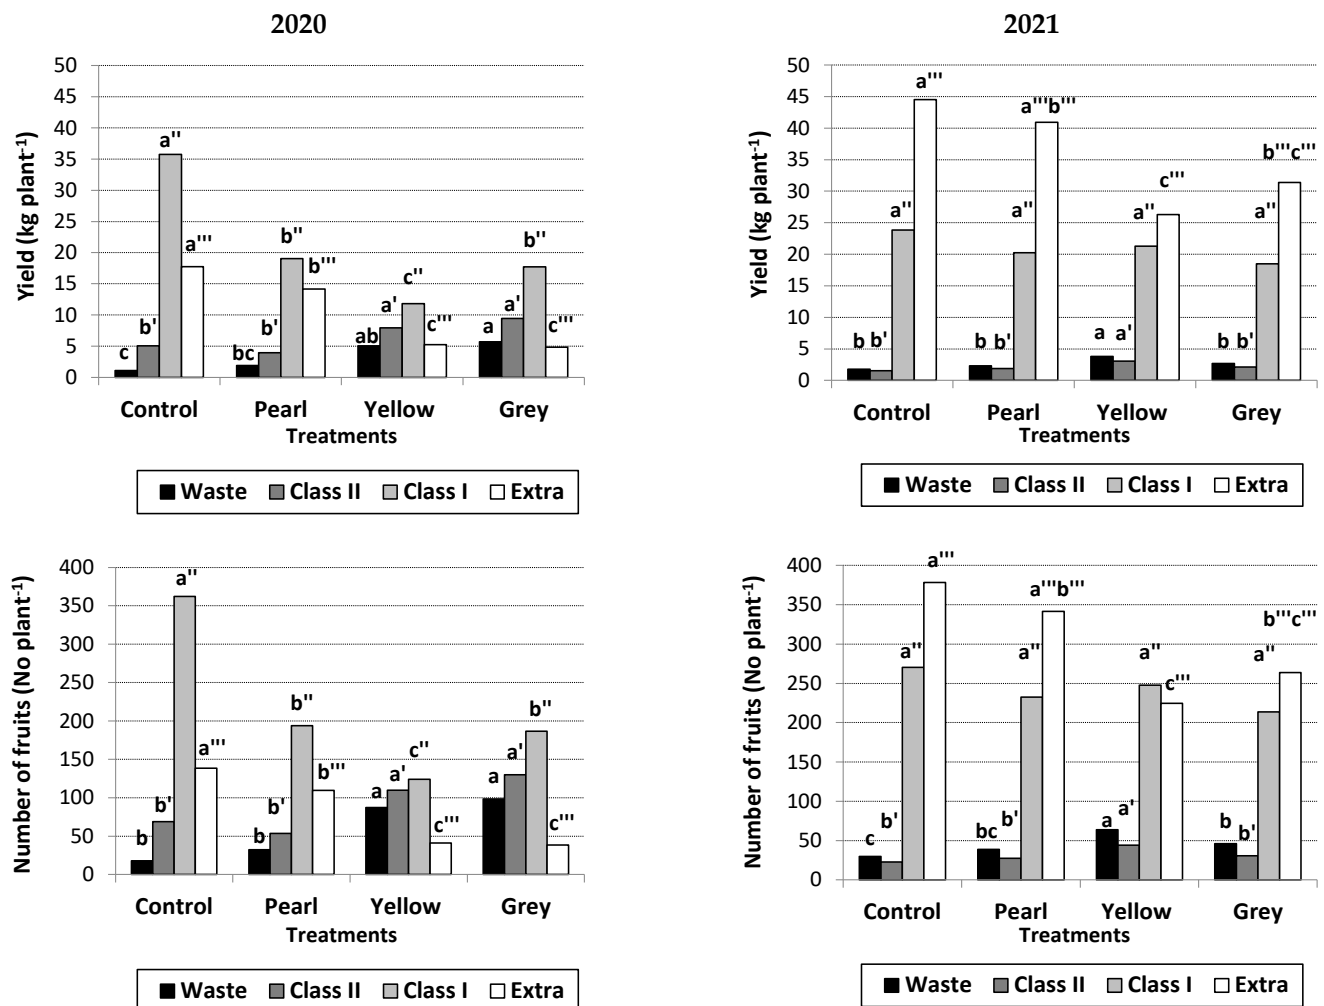 2020
50
45
40
35
30
25
20
15
10
5
0
Yield (kg plant-1)
c
b'
a''
a'''
bc
b'
b''
b'''
ab
a'
c''
c'''
a
a'
b''
c'''
Control Pearl Yellow Grey
Treatments
Waste Class II Class I Extra
2021
50
45
40
35
30
25
20
15
10
5
0
Yield (kg plant-1)
b
b'
a''
a'''
b
b'
a''
a'''b'''
a
a'
a''
c'''
b
b'
a''
b'''c'''
Control Pearl Yellow Grey
Treatments
Waste Class II Class I Extra
400
350
300
250
200
150
100
50
0
Number of fruits (No plant-1)
b
b'
a''
a'''
b
b'
b''
b'''
a
a'
c''
c'''
a
a'
b''
c'''
Control Pearl Yellow Grey
Treatments
Waste Class II Class I Extra
400
350
300
250
200
150
100
50
0
Number of fruits (No plant-1)
c
b'
a''
a'''
bc
b'
a''
a'''b'''
a
a'
a''
c'''
b
b'
a''
b'''c'''
Control Pearl Yellow Grey
Treatments
Waste Class II Class I Extra